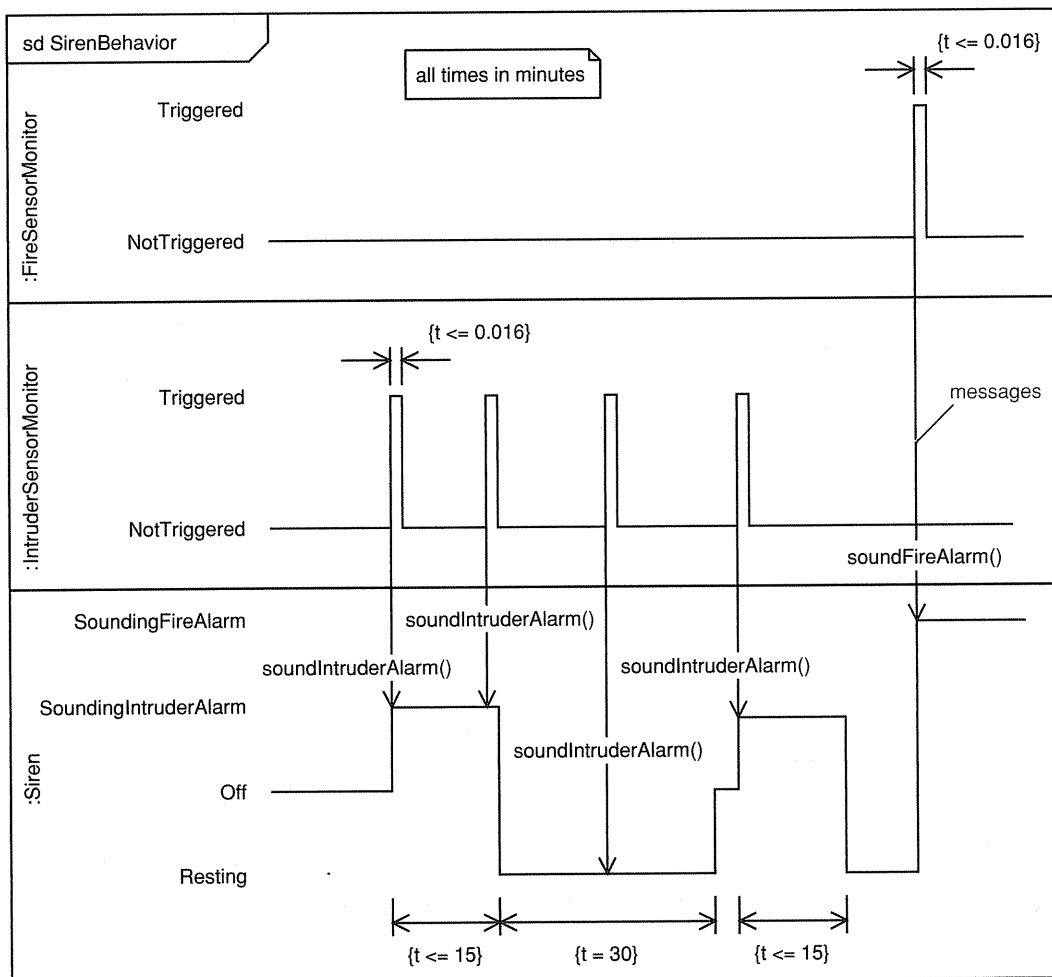 sd SirenBehavior
all times in minutes
{t <= 0.016}
:FireSensorMonitor
Triggered
NotTriggered
:IntruderSensorMonitor
{t <= 0.016}
Triggered
messages
NotTriggered
soundFireAlarm()
:Siren
SoundingFireAlarm
soundIntruderAlarm()
soundIntruderAlarm()
soundIntruderAlarm()
SoundingIntruderAlarm
soundIntruderAlarm()
Off
Resting
{t <= 15}
{t = 30}
{t <= 15}